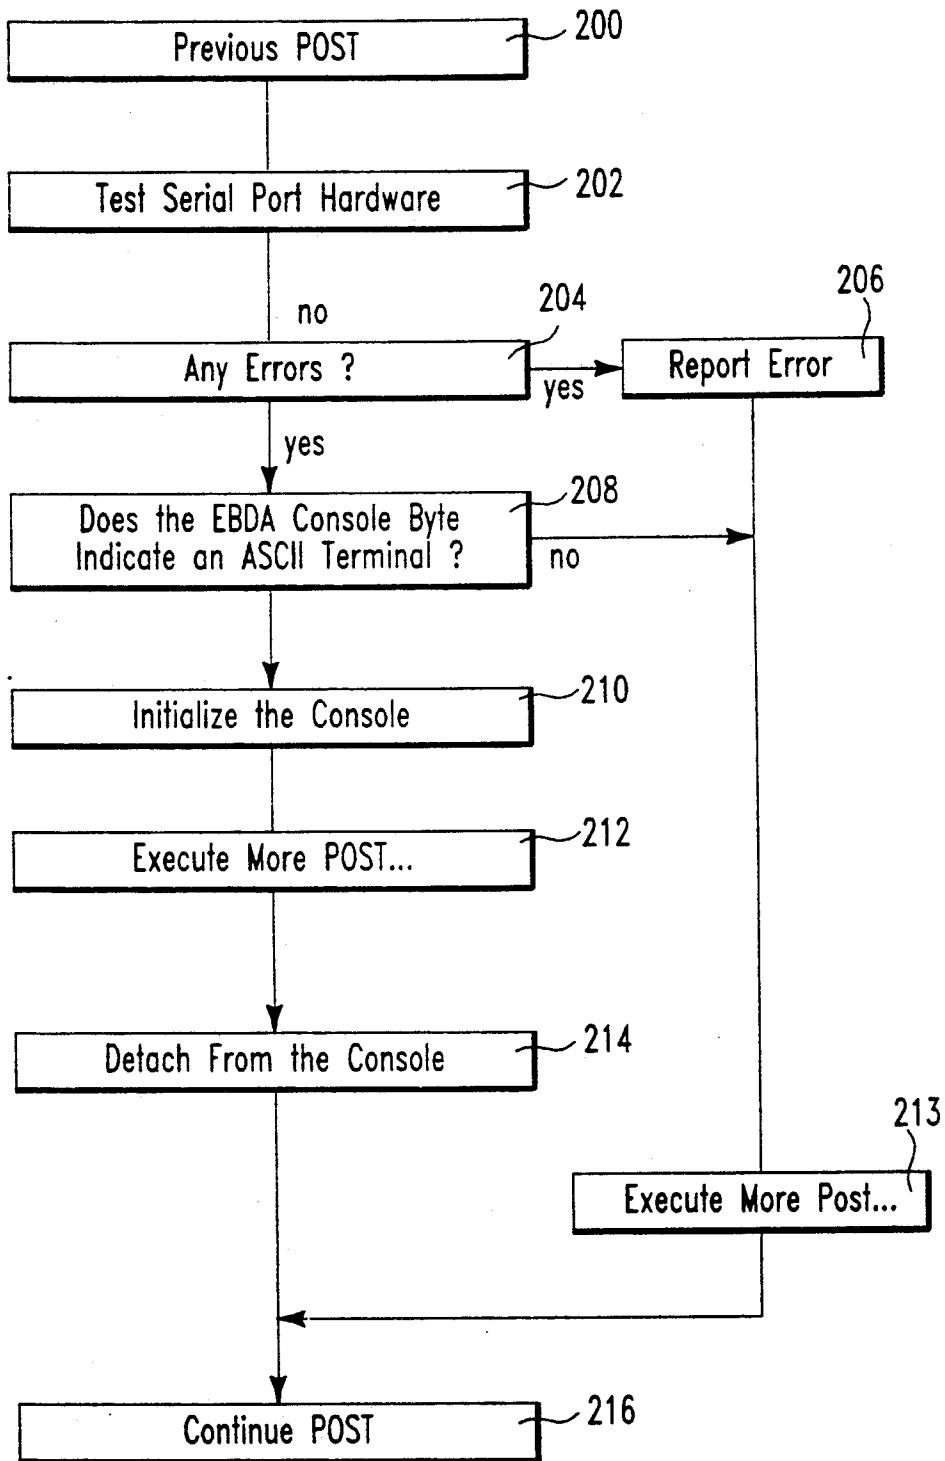 Previous POST
200
Test Serial Port Hardware
202
no
204
206
Any Errors ?
yes
Report Error
yes
208
Does the EBDA Console Byte
Indicate an ASCII Terminal ?
no
210
Initialize the Console
212
Execute More POST...
Detach From the Console
214
213
Execute More Post...
Continue POST
216